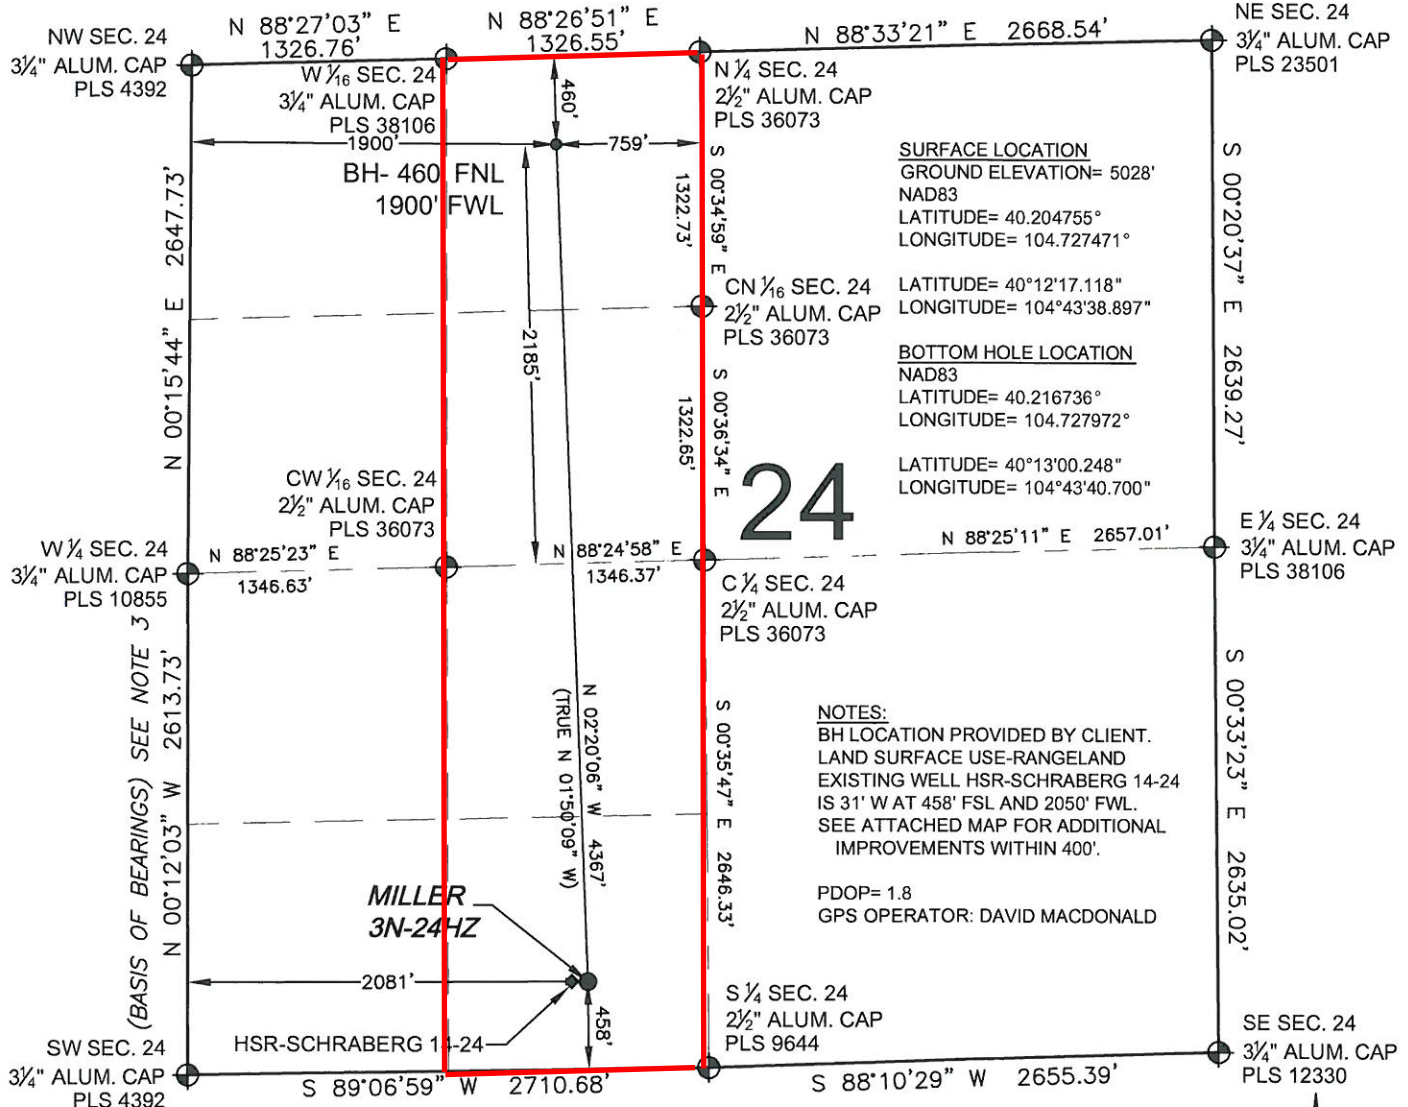 N 88°27'03" E
1326.76'
N 88°26'51" E
1326.55'
N 88°33'21" E 2668.54'
NW SEC. 24
3¼" ALUM. CAP
PLS 4392
W 1⁄16 SEC. 24
3¼" ALUM. CAP
PLS 38106
N ¼ SEC. 24
2½" ALUM. CAP
PLS 36073
NE SEC. 24
3¼" ALUM. CAP
PLS 23501
460'
1900'
759'
BH- 460 FNL
1900' FWL
N 00°15'44" E 2647.73'
2185'
S 00°34'59" E
1322.73'
SURFACE LOCATION
GROUND ELEVATION= 5028'
NAD83
LATITUDE= 40.204755°
LONGITUDE= 104.727471°
LATITUDE= 40°12'17.118"
LONGITUDE= 104°43'38.897"
BOTTOM HOLE LOCATION
NAD83
LATITUDE= 40.216736°
LONGITUDE= 104.727972°
LATITUDE= 40°13'00.248"
LONGITUDE= 104°43'40.700"
S 00°20'37" E 2639.27'
CN 1⁄16 SEC. 24
2½" ALUM. CAP
PLS 36073
S 00°36'34" E
1322.65'
24
CW 1⁄16 SEC. 24
2½" ALUM. CAP
PLS 36073
W ¼ SEC. 24
3¼" ALUM. CAP
PLS 10855
N 88°25'23" E
1346.63'
N 88°24'58" E
1346.37'
N 88°25'11" E 2657.01'
C ¼ SEC. 24
2½" ALUM. CAP
PLS 36073
E ¼ SEC. 24
3¼" ALUM. CAP
PLS 38106
(BASIS OF BEARINGS) SEE NOTE 3
N 00°12'03" W 2613.73'
N 02°20'06" W 4367'
(TRUE N 01°50'09" W)
S 00°35'47" E 2646.33'
NOTES:
BH LOCATION PROVIDED BY CLIENT.
LAND SURFACE USE-RANGELAND
EXISTING WELL HSR-SCHRABERG 14-24
IS 31' W AT 458' FSL AND 2050' FWL.
SEE ATTACHED MAP FOR ADDITIONAL
IMPROVEMENTS WITHIN 400'.
PDOP= 1.8
GPS OPERATOR: DAVID MACDONALD
S 00°33'23" E 2635.02'
MILLER
3N-24HZ
2081'
458'
HSR-SCHRABERG 14-24
SW SEC. 24
3¼" ALUM. CAP
PLS 4392
S 89°06'59" W 2710.68'
S ¼ SEC. 24
2½" ALUM. CAP
PLS 9644
S 88°10'29" W 2655.39'
SE SEC. 24
3¼" ALUM. CAP
PLS 12330